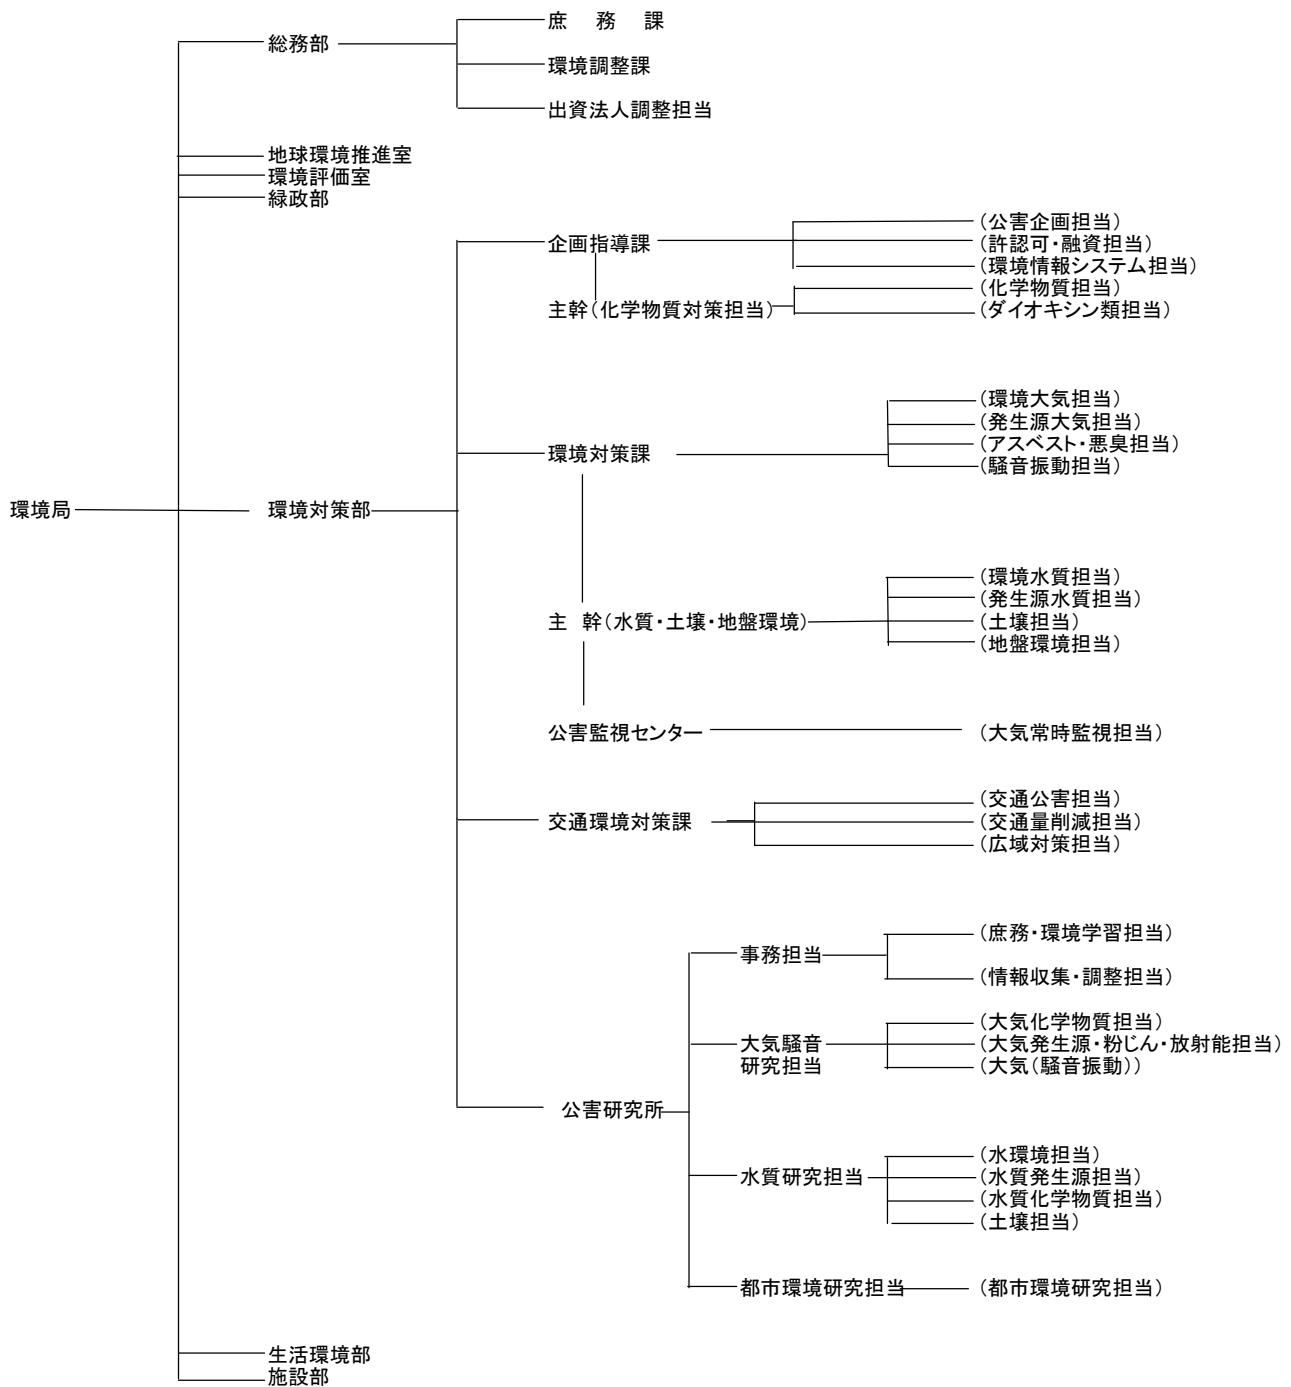 庶　務　課
総務部
環境調整課
出資法人調整担当
地球環境推進室
環境評価室
緑政部
(公害企画担当)
企画指導課
(許認可・融資担当)
(環境情報システム担当)
(化学物質担当)
主幹(化学物質対策担当)
(ダイオキシン類担当)
(環境大気担当)
(発生源大気担当)
(アスベスト・悪臭担当)
環境対策課
(騒音振動担当)
環境局
環境対策部
(環境水質担当)
(発生源水質担当)
主　幹(水質・土壌・地盤環境)
(土壌担当)
(地盤環境担当)
公害監視センター
(大気常時監視担当)
(交通公害担当)
交通環境対策課
(交通量削減担当)
(広域対策担当)
(庶務・環境学習担当)
事務担当
(情報収集・調整担当)
(大気化学物質担当)
大気騒音
(大気発生源・粉じん・放射能担当)
研究担当
(大気(騒音振動))
公害研究所
(水環境担当)
水質研究担当
(水質発生源担当)
(水質化学物質担当)
(土壌担当)
都市環境研究担当
(都市環境研究担当)
生活環境部
施設部